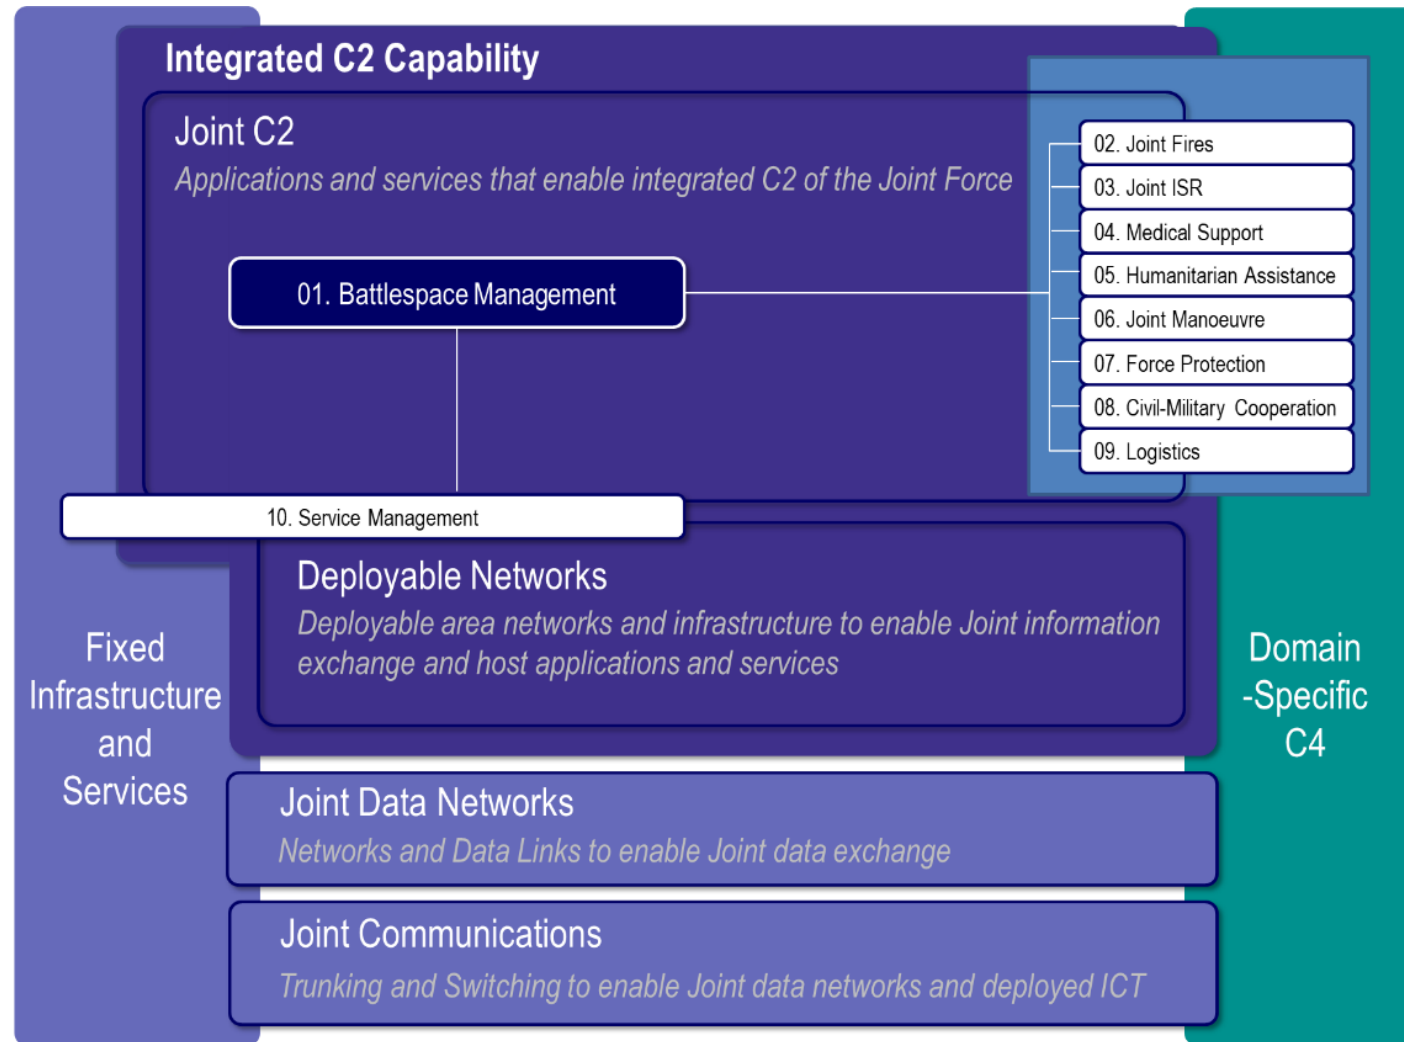 Integrated C2 Capability
Joint C2
Applications and services that enable integrated C2 of the Joint Force
01. Battlespace Management
02. Joint Fires
03. Joint ISR
04. Medical Support
05. Humanitarian Assistance
06. Joint Manoeuvre
07. Force Protection
08. Civil-Military Cooperation
09. Logistics
10. Service Management
Deployable Networks
Deployable area networks and infrastructure to enable Joint information
exchange and host applications and services
Fixed
Infrastructure
and
Services
Domain
-Specific
C4
Joint Data Networks
Networks and Data Links to enable Joint data exchange
Joint Communications
Trunking and Switching to enable Joint data networks and deployed ICT